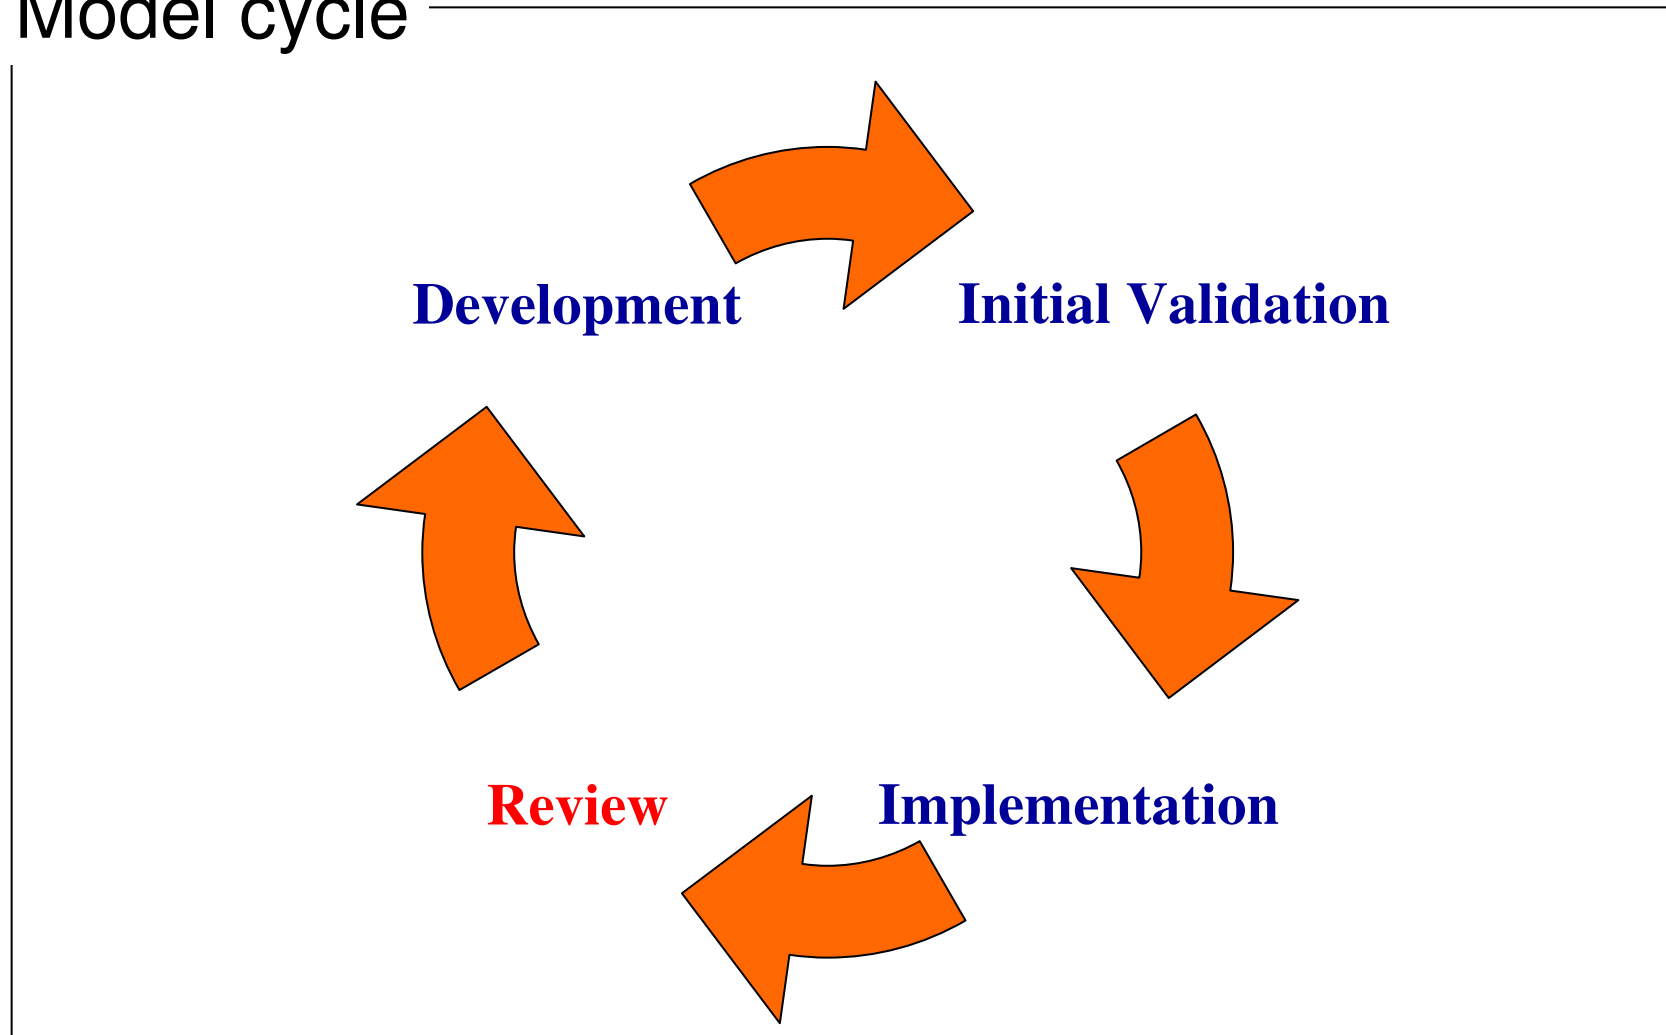 Model cycle
Development
Initial Validation
Review
Implementation